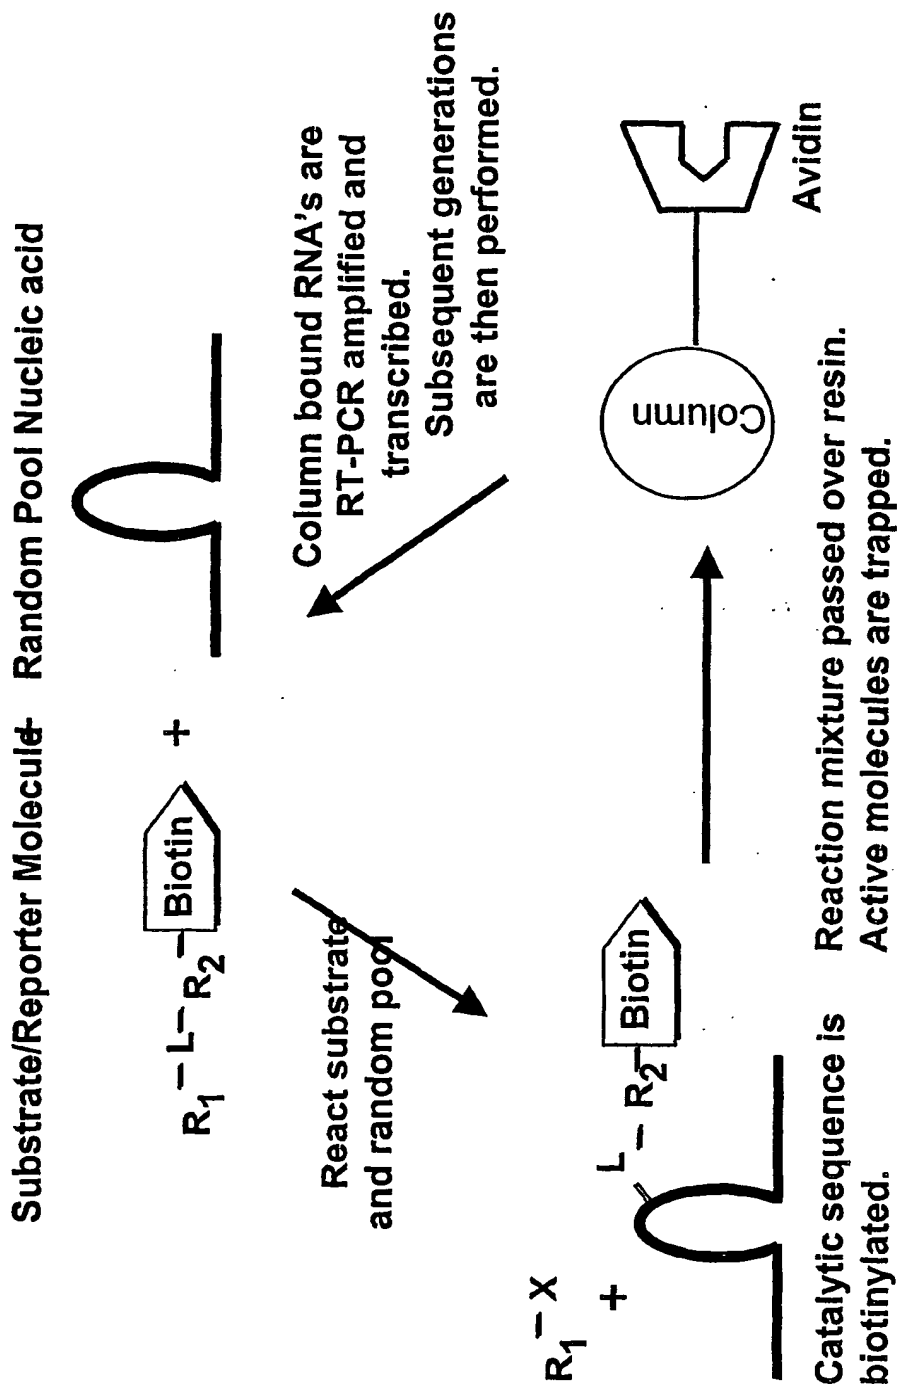 Substrate/Reporter Molecule+ Random Pool Nucleic acid
R1 – L – R2 – Biotin +
React substrate
and random pool
Column bound RNA's are
RT-PCR amplified and
transcribed.
Subsequent generations
are then performed.
R1 – X
+
L – R2 – Biotin
Column
Avidin
Catalytic sequence is
biotinylated.
Reaction mixture passed over resin.
Active molecules are trapped.